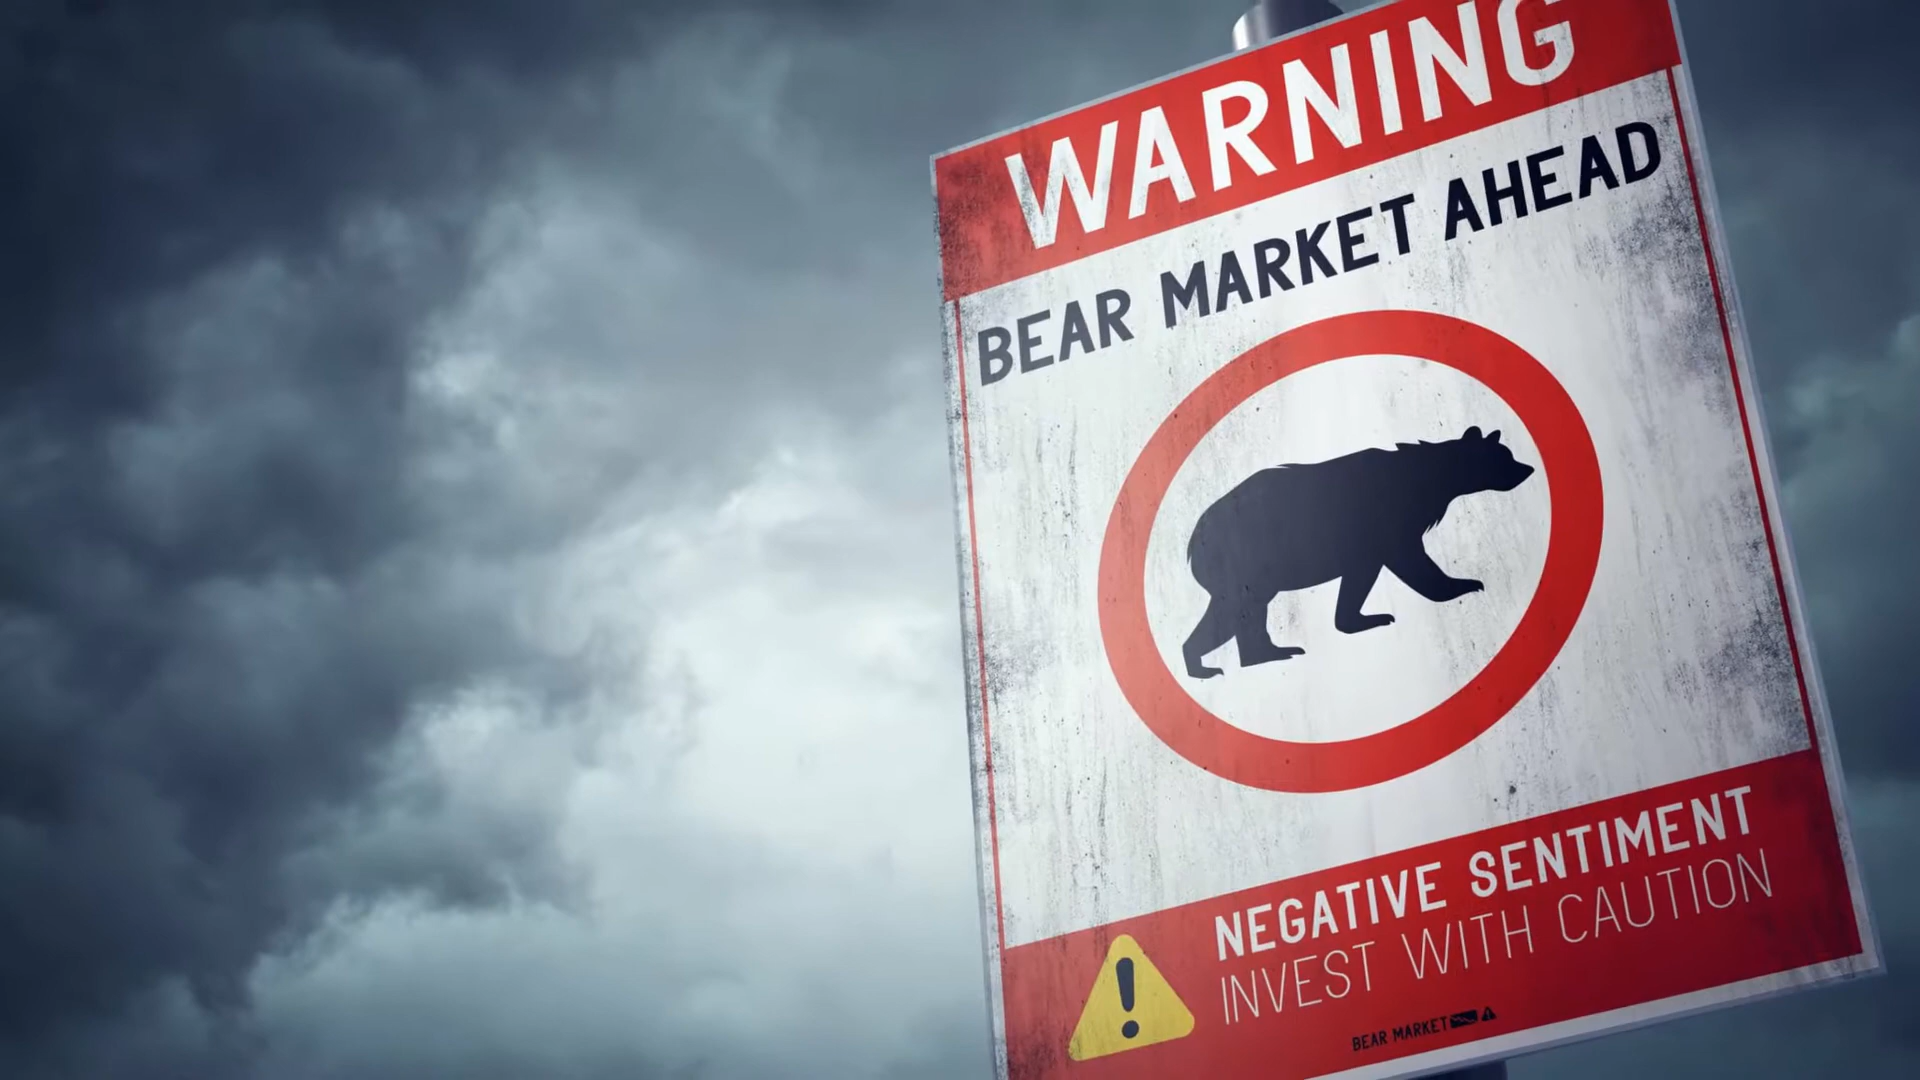 WARNING
BEAR MARKET AHEAD
NEGATIVE SENTIMENT
INVEST WITH CAUTION
BEAR MARKET